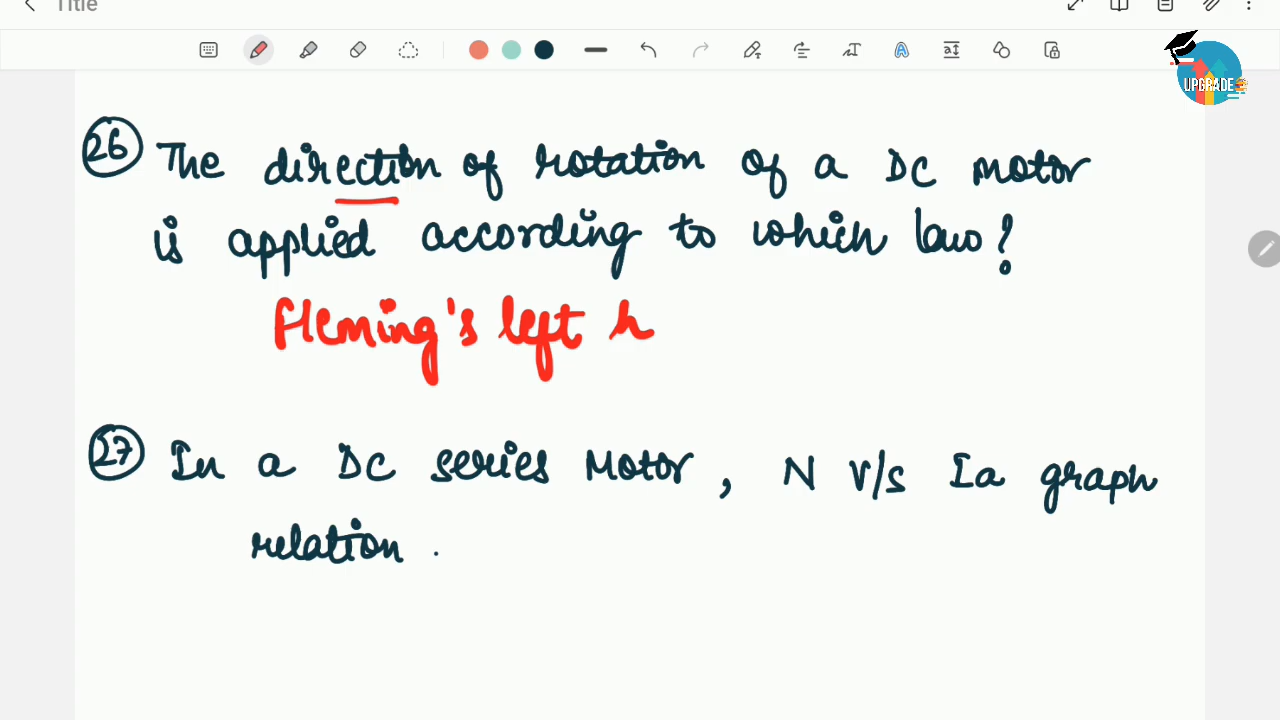 Title
UPGRADE
26 The direction of rotation of a DC motor
is applied according to which law?
Fleming's left h
27 In a DC series Motor, N V/s Ia graph
relation .